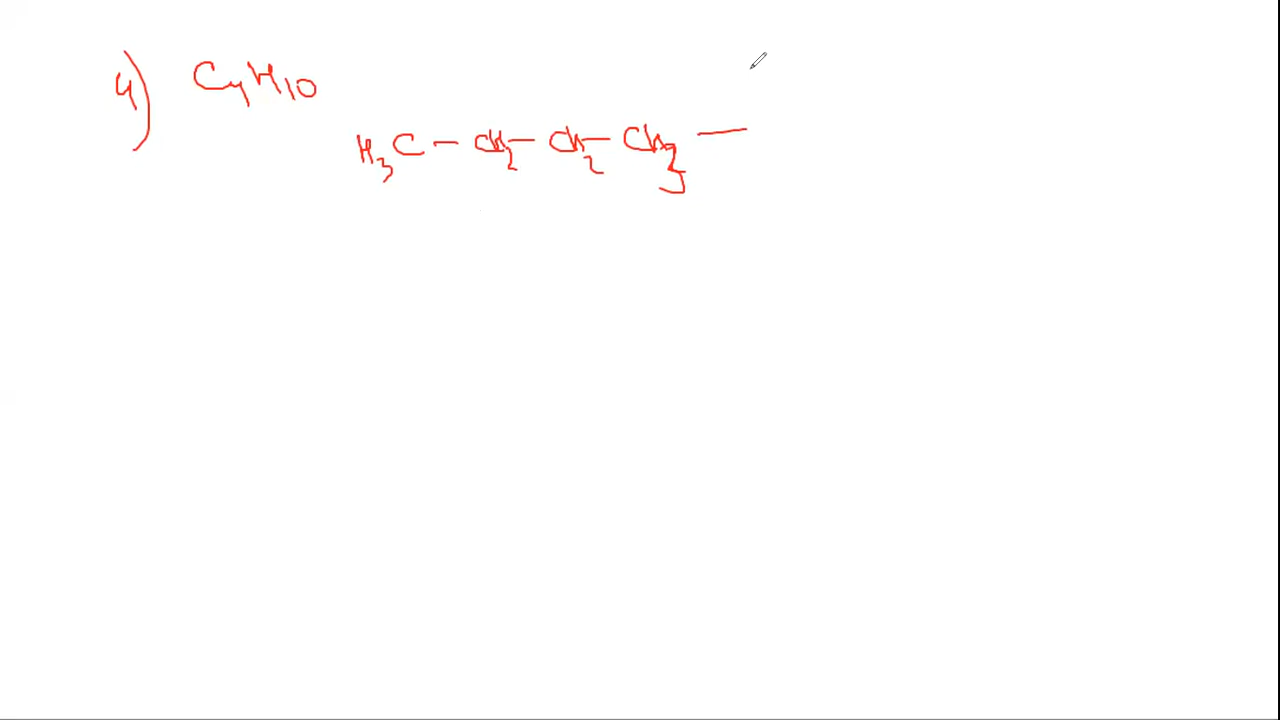 4) C4H10
H3C - CH2 - CH2 - CH3 —